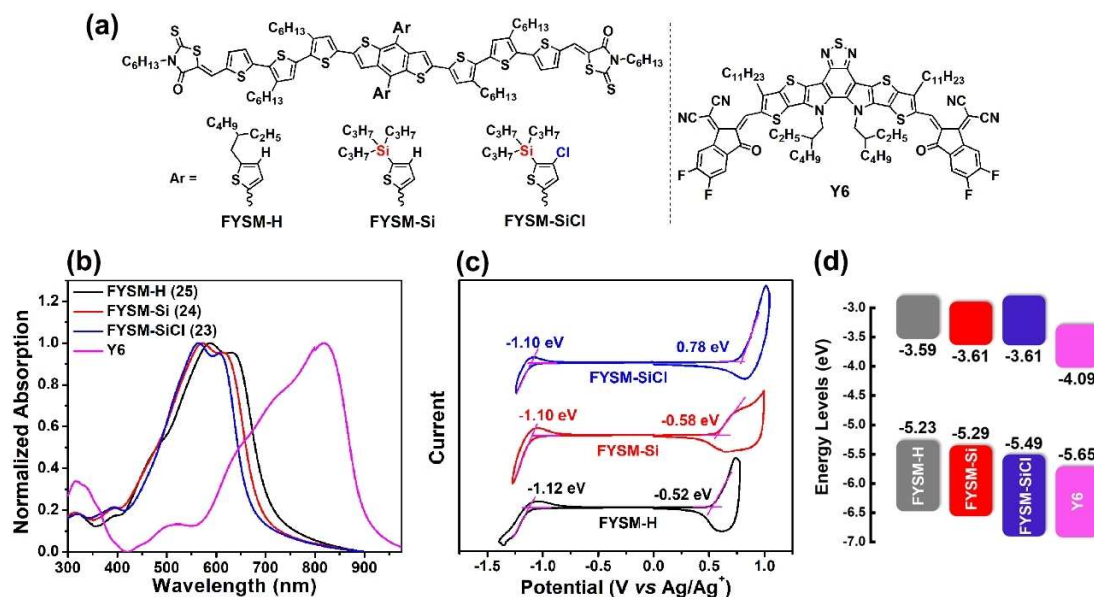 (a)
Ar
C₆H₁₃
C₆H₁₃
S
O
C₆H₁₃
N
S
S
S
S
S
S
S
S
S
S
S
N
C₆H₁₃
O
C₆H₁₃
Ar
C₆H₁₃
S
C₄H₉
C₂H₅
H
S
C₃H₇
C₃H₇
C₃H₇
Si
H
S
C₃H₇
C₃H₇
C₃H₇
Si
Cl
S
Ar =
FYSM-H
FYSM-Si
FYSM-SiCl
S
N
N
C₁₁H₂₃
S
S
C₁₁H₂₃
NC
CN
S
N
N
S
CN
NC
O
C₂H₅
C₂H₅
O
C₄H₉
C₄H₉
F
F
F
F
Y6
(b)
Normalized Absorption
1.2
1.0
0.8
0.6
0.4
0.2
0.0
FYSM-H (25)
FYSM-Si (24)
FYSM-SiCl (23)
Y6
300 400 500 600 700 800 900
Wavelength (nm)
(c)
Current
-1.10 eV
0.78 eV
FYSM-SiCl
-1.10 eV
-0.58 eV
FYSM-Si
-1.12 eV
-0.52 eV
FYSM-H
-1.5 -1.0 -0.5 0.0 0.5 1.0
Potential (V vs Ag/Ag⁺)
(d)
Energy Levels (eV)
-3.0
-3.5
-4.0
-4.5
-5.0
-5.5
-6.0
-6.5
-7.0
-3.59
-3.61
-3.61
-4.09
-5.23
-5.29
-5.49
-5.65
FYSM-H
FYSM-Si
FYSM-SiCl
Y6